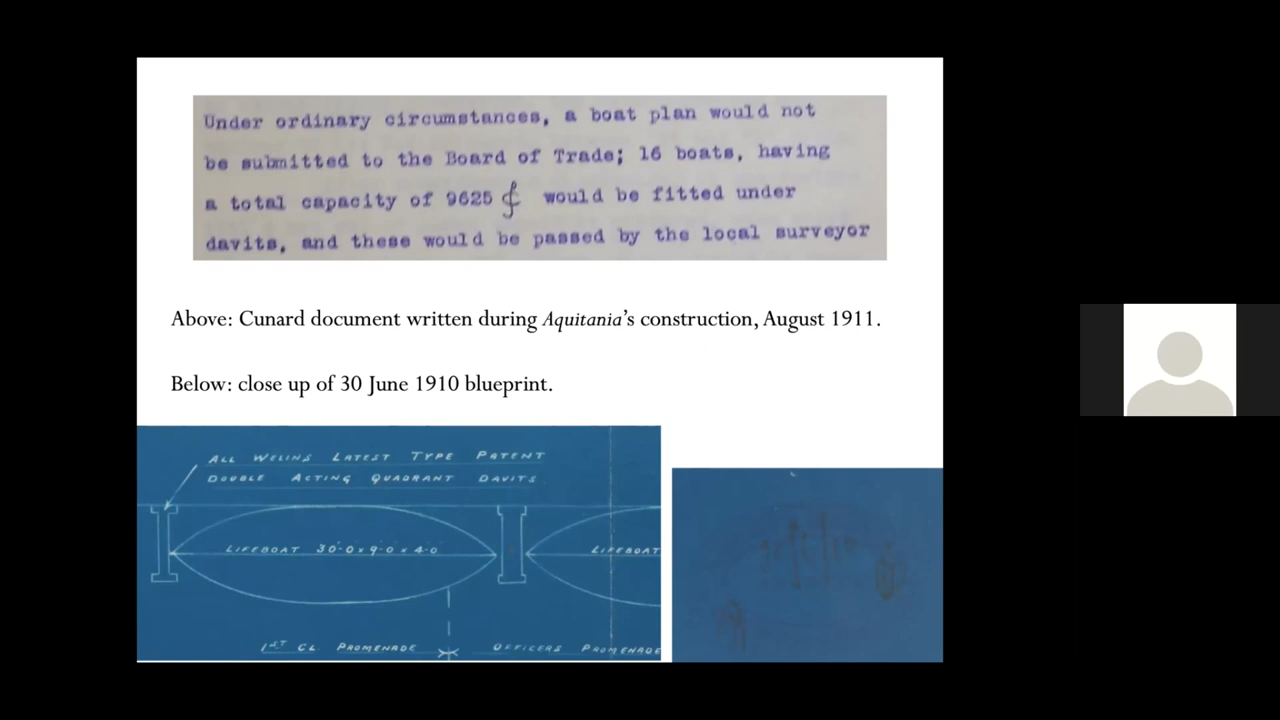 Under ordinary circumstances, a boat plan would not
be submitted to the Board of Trade; 16 boats, having
a total capacity of 9625 would be fitted under
davits, and these would be passed by the local surveyor
Above: Cunard document written during Aquitania's construction, August 1911.
Below: close up of 30 June 1910 blueprint.
ALL WELINS LATEST TYPE PATENT
DOUBLE ACTING QUADRANT DAVITS
LIFEBOAT 30'-0 x 9-0 x 4-0
LIFEBOAT
1ST CL. PROMENADE
OFFICERS PROMENADE